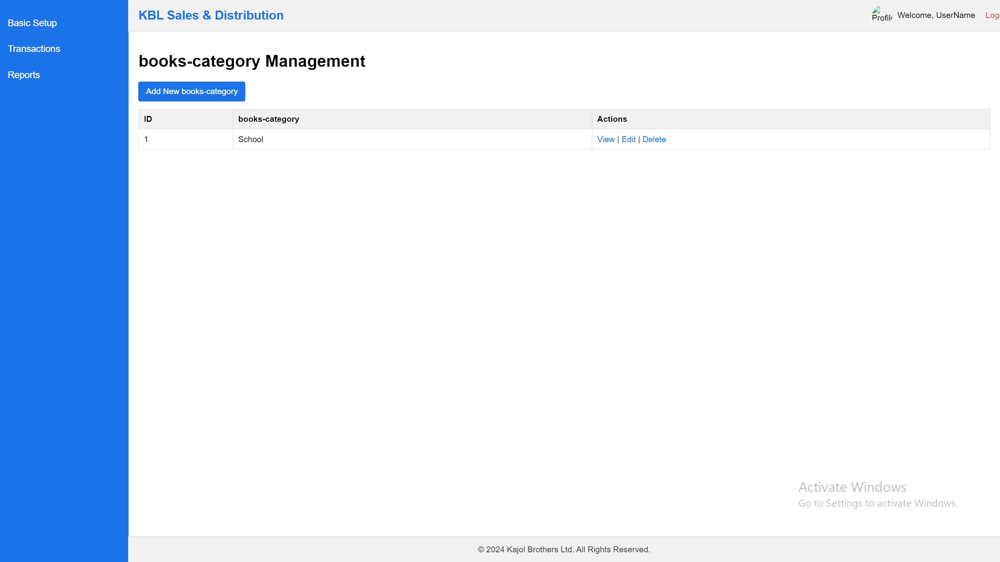 Basic Setup
Transactions
Reports
KBL Sales & Distribution
Welcome, UserName
books-category Management
Add New books-category
ID books-category Actions
1 School View | Edit | Delete
Activate Windows
Go to Settings to activate Windows.
© 2024 Kajol Brothers Ltd. All Rights Reserved.